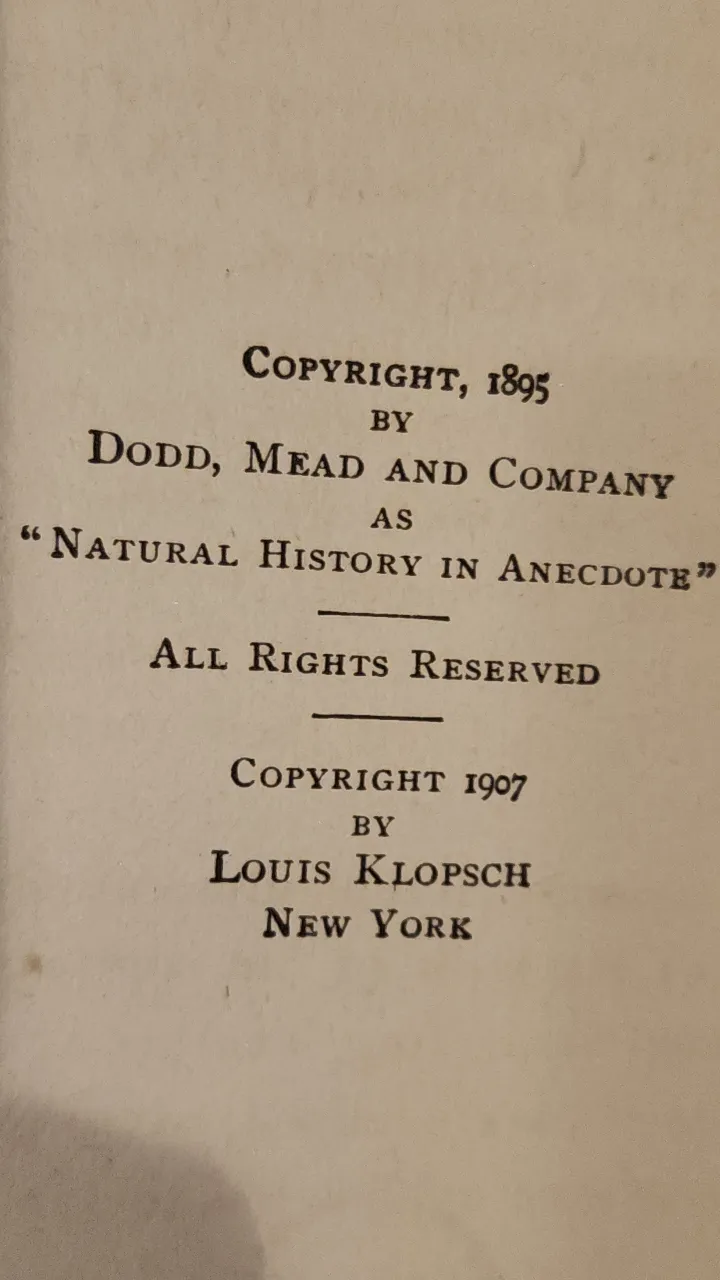 Copyright, 1895
by
Dodd, Mead and Company
as
“Natural History in Anecdote”
All Rights Reserved
Copyright 1907
by
Louis Klopsch
New York